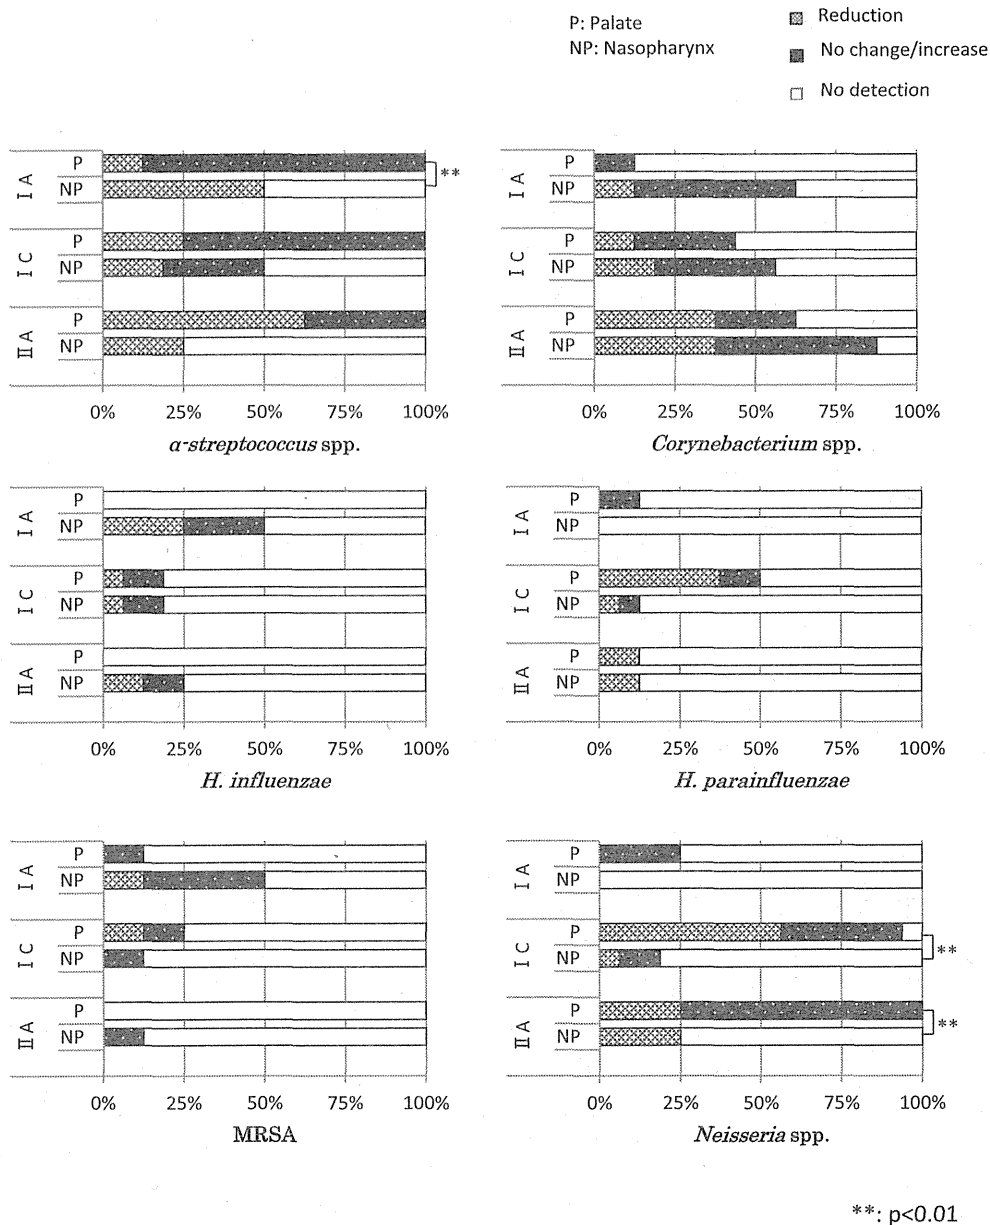 P: Palate
NP: Nasopharynx
Reduction
No change/increase
No detection
I A
P
NP
**
I C
P
NP
II A
P
NP
0% 25% 50% 75% 100%
α-streptococcus spp.
I A
P
NP
I C
P
NP
II A
P
NP
0% 25% 50% 75% 100%
Corynebacterium spp.
I A
P
NP
I C
P
NP
II A
P
NP
0% 25% 50% 75% 100%
H. influenzae
I A
P
NP
I C
P
NP
II A
P
NP
0% 25% 50% 75% 100%
H. parainfluenzae
I A
P
NP
I C
P
NP
II A
P
NP
0% 25% 50% 75% 100%
MRSA
I A
P
NP
I C
P
NP
**
II A
P
NP
**
0% 25% 50% 75% 100%
Neisseria spp.
**: p<0.01